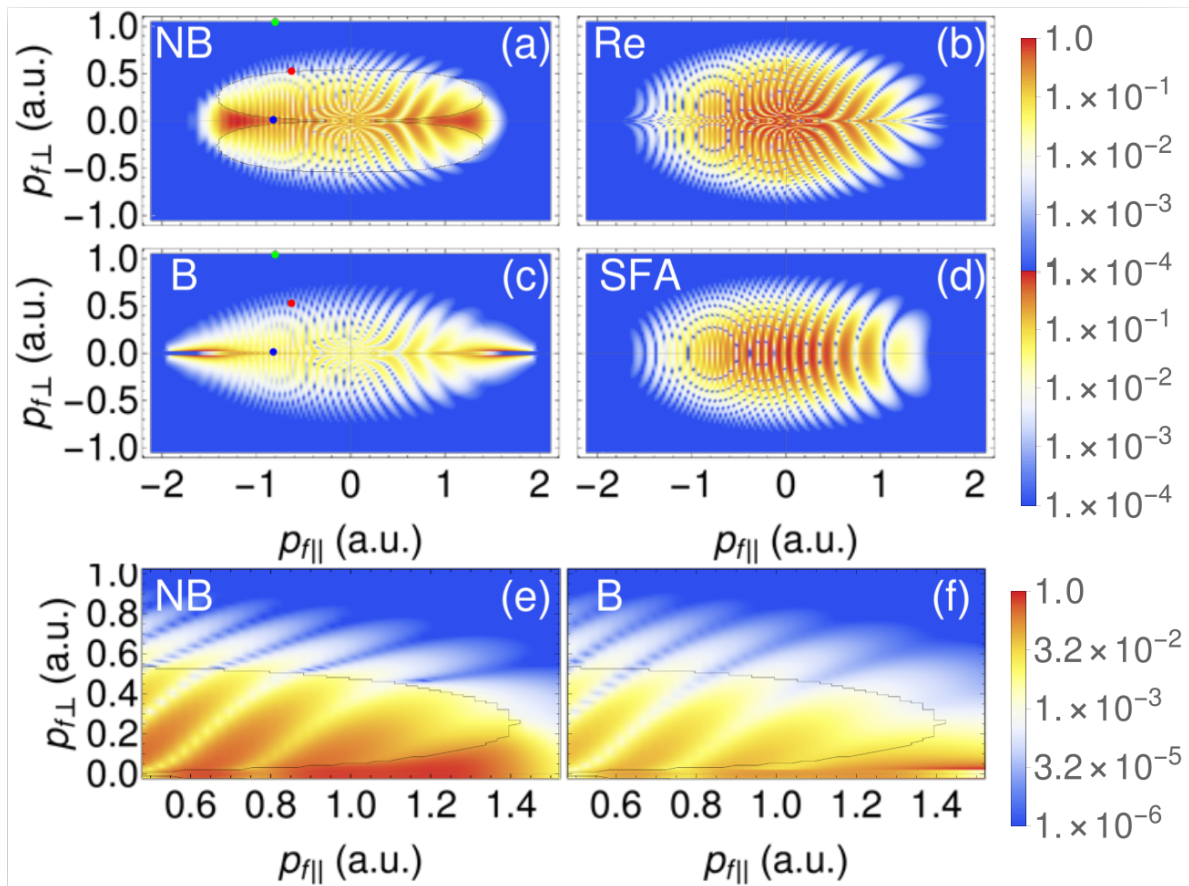 NB (a)
Re (b)
p_f⊥ (a.u.)
1.0
0.5
0.0
−0.5
−1.0
B (c)
SFA (d)
p_f⊥ (a.u.)
1.0
0.5
0.0
−0.5
−1.0
−2 −1 0 1 2
−2 −1 0 1 2
p_f|| (a.u.)
p_f|| (a.u.)
1.0
1.×10⁻¹
1.×10⁻²
1.×10⁻³
1.×10⁻⁴
1.×10⁻¹
1.×10⁻²
1.×10⁻³
1.×10⁻⁴
NB (e)
B (f)
p_f⊥ (a.u.)
1.0
0.8
0.6
0.4
0.2
0.0
0.6 0.8 1.0 1.2 1.4
0.6 0.8 1.0 1.2 1.4
p_f|| (a.u.)
p_f|| (a.u.)
1.0
3.2×10⁻²
1.×10⁻³
3.2×10⁻⁵
1.×10⁻⁶